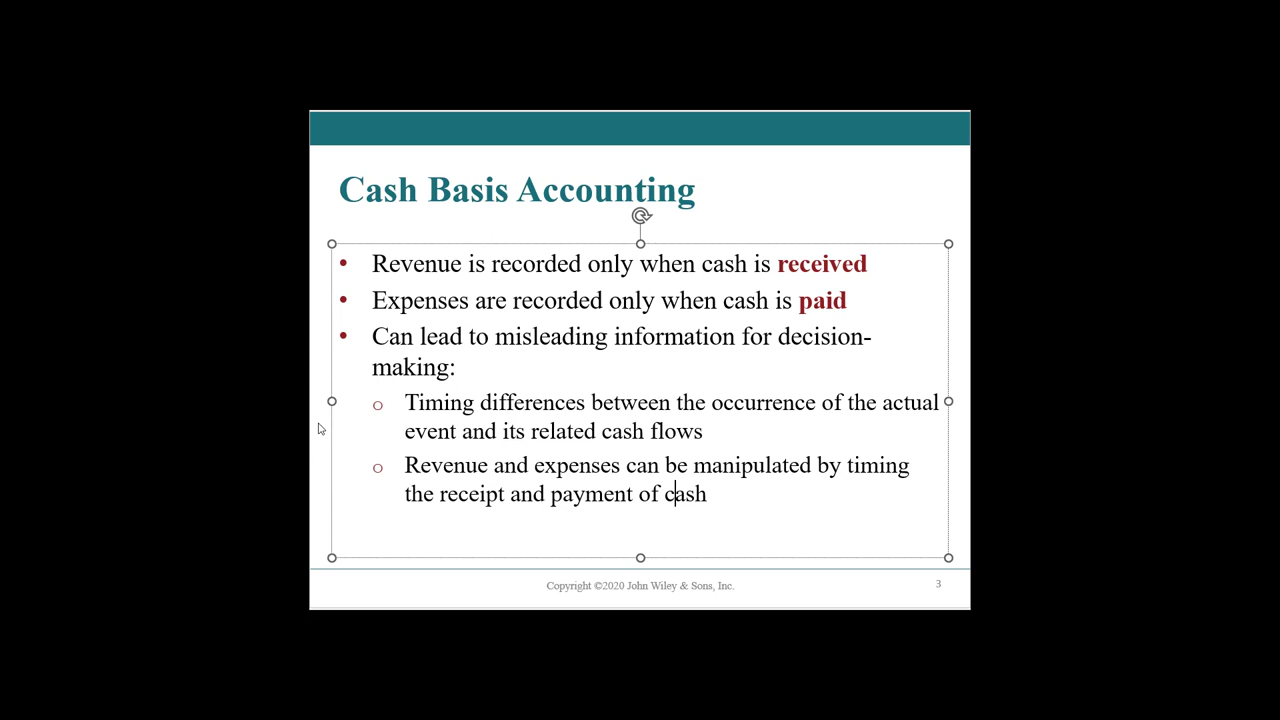 Cash Basis Accounting
• Revenue is recorded only when cash is received
• Expenses are recorded only when cash is paid
• Can lead to misleading information for decision-
making:
o Timing differences between the occurrence of the actual
event and its related cash flows
o Revenue and expenses can be manipulated by timing
the receipt and payment of cash
Copyright ©2020 John Wiley & Sons, Inc.
3